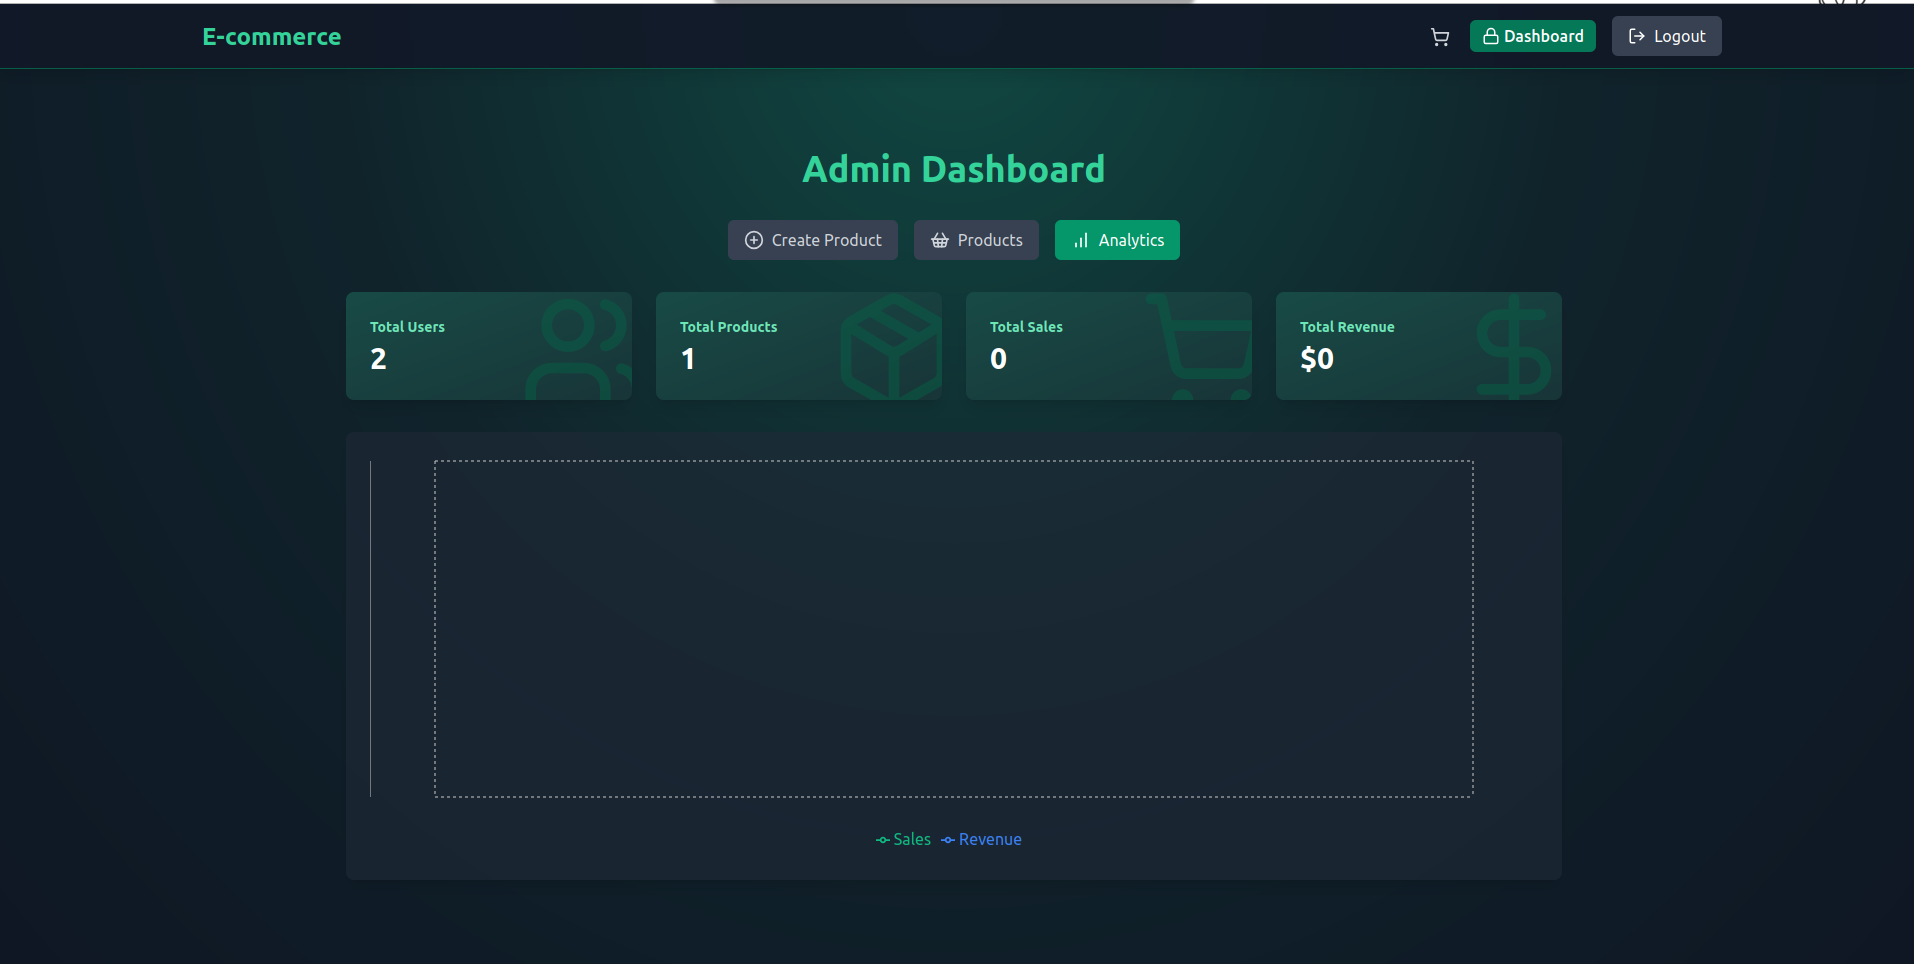 E-commerce
Dashboard
Logout
Admin Dashboard
Create Product
Products
Analytics
Total Users
2
Total Products
1
Total Sales
0
Total Revenue
$0
Sales
Revenue